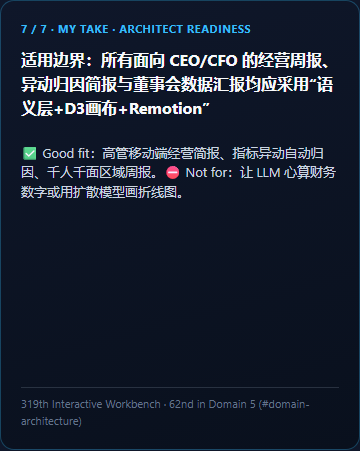 7 / 7 · MY TAKE · ARCHITECT READINESS
适用边界：所有面向 CEO/CFO 的经营周报、
异动归因简报与董事会数据汇报均应采用“语
义层+D3画布+Remotion”
✅ Good fit：高管移动端经营简报、指标异动自动归
因、千人千面区域周报。⛔ Not for：让 LLM 心算财务
数字或用扩散模型画折线图。
319th Interactive Workbench · 62nd in Domain 5 (#domain-
architecture)